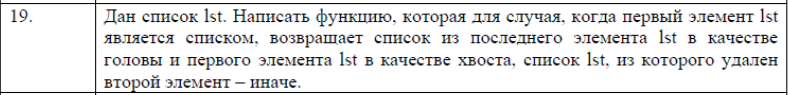 19. Дан список lst. Написать функцию, которая для случая, когда первый элемент lst
является списком, возвращает список из последнего элемента lst в качестве
головы и первого элемента lst в качестве хвоста, список lst, из которого удален
второй элемент – иначе.